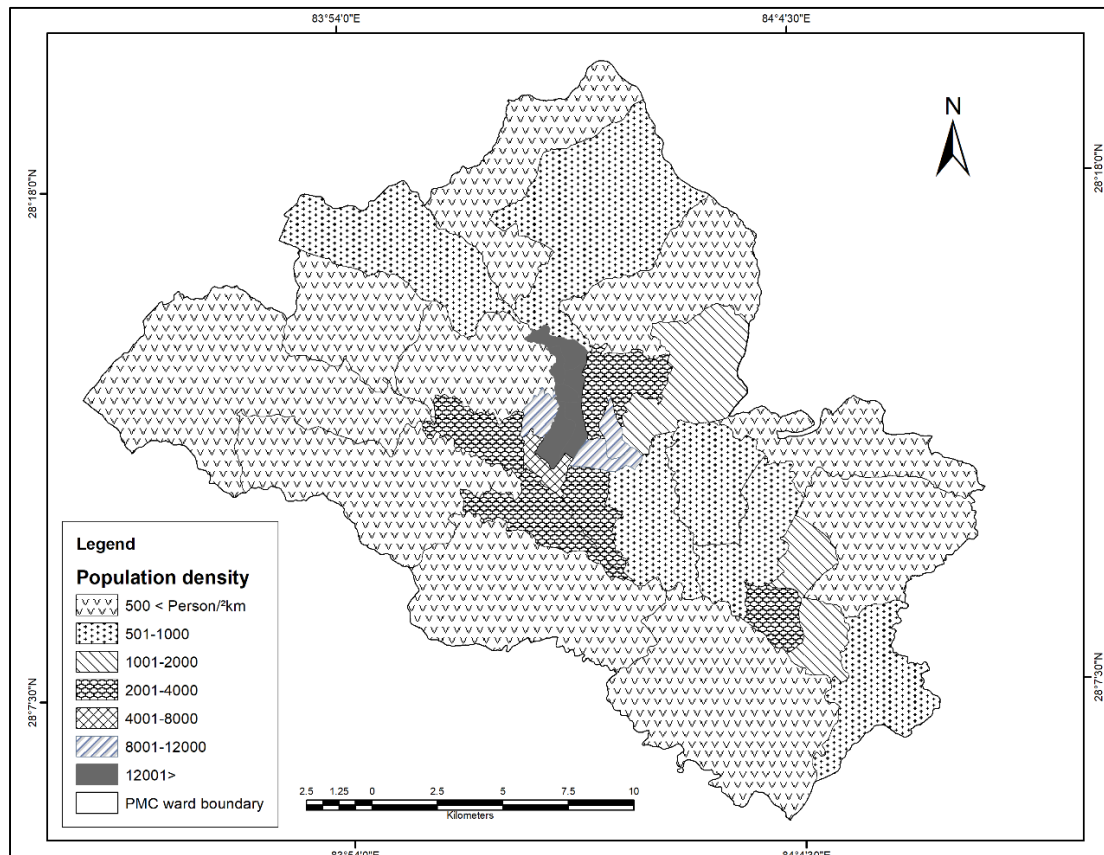 83°54'0"E 84°4'30"E
N
28°18'0"N 28°18'0"N
Legend
Population density
500 < Person/²km
501-1000
1001-2000
2001-4000
4001-8000
8001-12000
12001>
PMC ward boundary
28°7'30"N 28°7'30"N
2.5 1.25 0 2.5 5 7.5 10
Kilometers
83°54'0"E 84°4'30"E